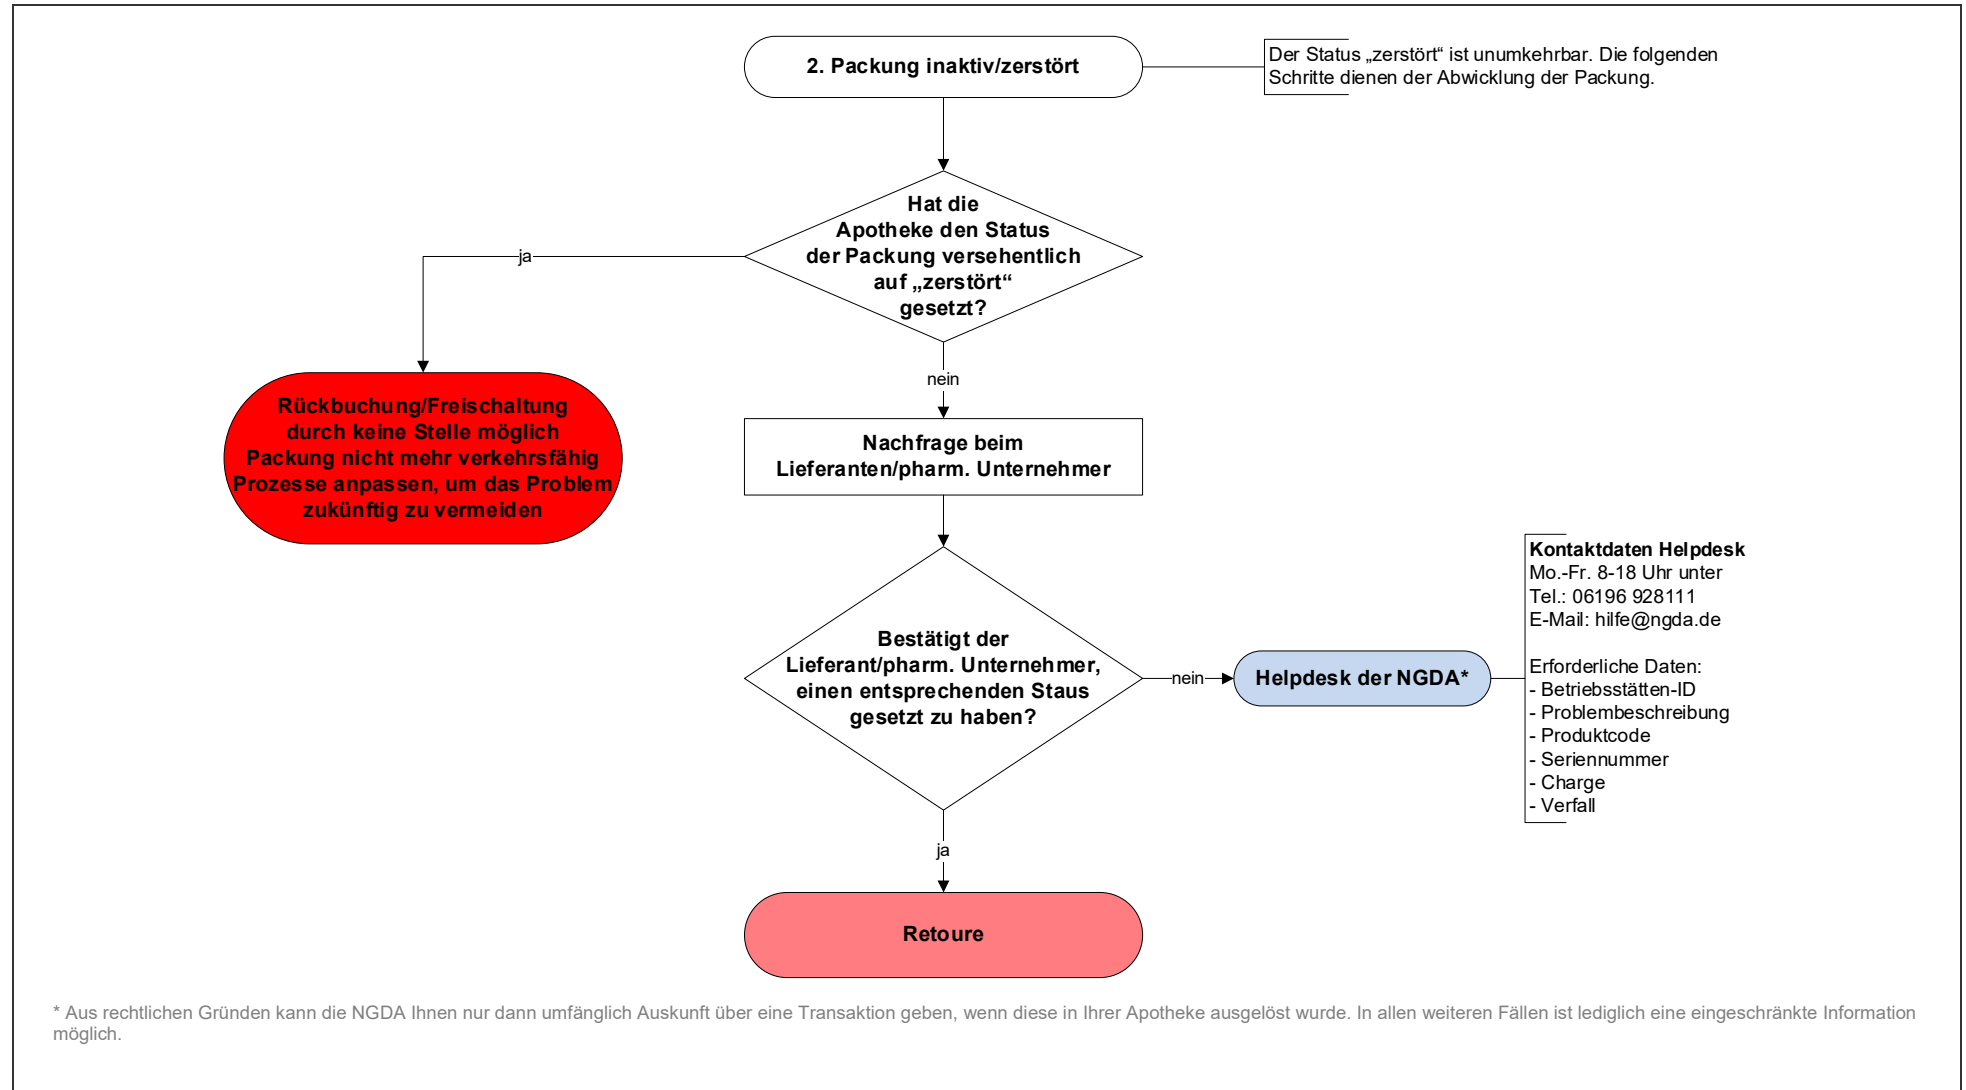 2. Packung inaktiv/zerstört
Der Status „zerstört“ ist unumkehrbar. Die folgenden
Schritte dienen der Abwicklung der Packung.
Hat die
Apotheke den Status
der Packung versehentlich
auf „zerstört“
gesetzt?
ja
nein
Rückbuchung/Freischaltung
durch keine Stelle möglich
Packung nicht mehr verkehrsfähig
Prozesse anpassen, um das Problem
zukünftig zu vermeiden
Nachfrage beim
Lieferanten/pharm. Unternehmer
Bestätigt der
Lieferant/pharm. Unternehmer,
einen entsprechenden Staus
gesetzt zu haben?
nein
Helpdesk der NGDA*
Kontaktdaten Helpdesk
Mo.-Fr. 8-18 Uhr unter
Tel.: 06196 928111
E-Mail: hilfe@ngda.de
Erforderliche Daten:
- Betriebsstätten-ID
- Problembeschreibung
- Produktcode
- Seriennummer
- Charge
- Verfall
ja
Retoure
* Aus rechtlichen Gründen kann die NGDA Ihnen nur dann umfänglich Auskunft über eine Transaktion geben, wenn diese in Ihrer Apotheke ausgelöst wurde. In allen weiteren Fällen ist lediglich eine eingeschränkte Information
möglich.